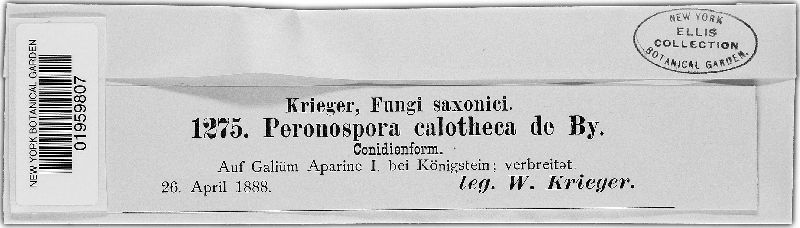 NEW YORK
ELLIS
COLLECTION
BOTANICAL GARDEN.
NEW YORK BOTANICAL GARDEN
01959807
Krieger, Fungi saxonici.
1275. Peronospora calotheca de By.
Conidienform.
Auf Galium Aparine L. bei Königstein; verbreitet.
26. April 1888.
leg. W. Krieger.